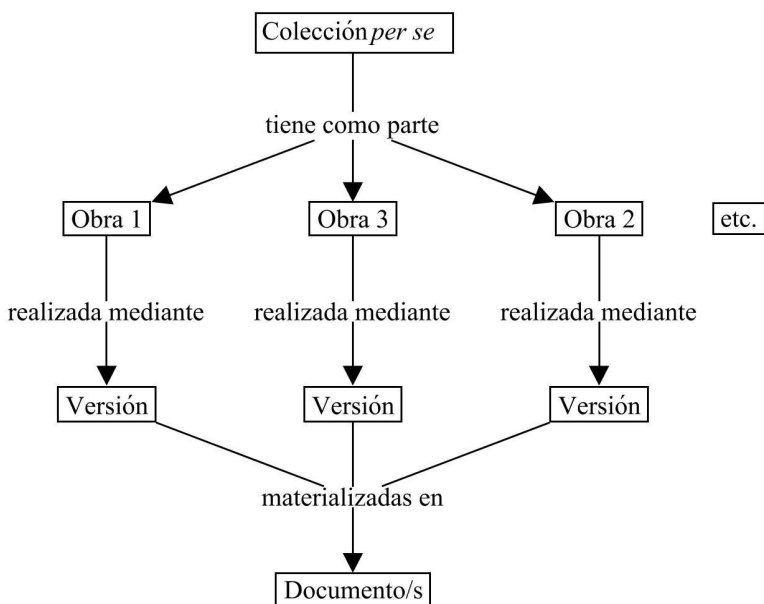 Colección per se
tiene como parte
Obra 1 Obra 3 Obra 2 etc.
realizada mediante realizada mediante realizada mediante
Versión Versión Versión
materializadas en
Documento/s